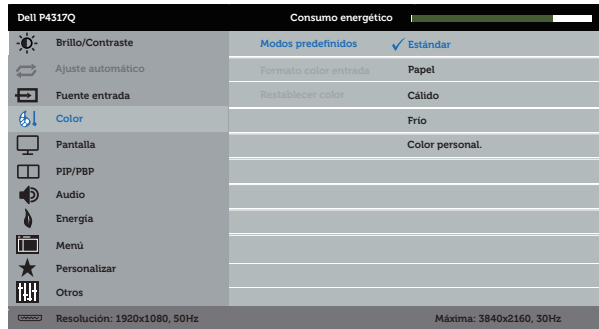 Dell P4317Q Consumo energético
Brillo/Contraste Modos predefinidos Estándar
Ajuste automático Formato color entrada Papel
Fuente entrada Restablecer color Cálido
Color Frío
Pantalla Color personal.
PIP/PBP
Audio
Energía
Menú
Personalizar
Otros
Resolución: 1920x1080, 50Hz Máxima: 3840x2160, 30Hz